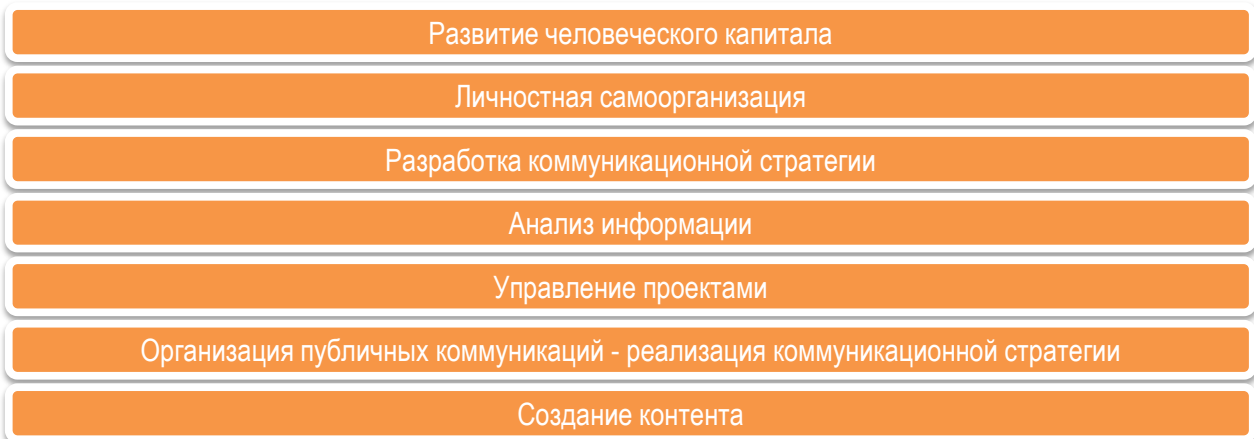 Развитие человеческого капитала
Личностная самоорганизация
Разработка коммуникационной стратегии
Анализ информации
Управление проектами
Организация публичных коммуникаций - реализация коммуникационной стратегии
Создание контента